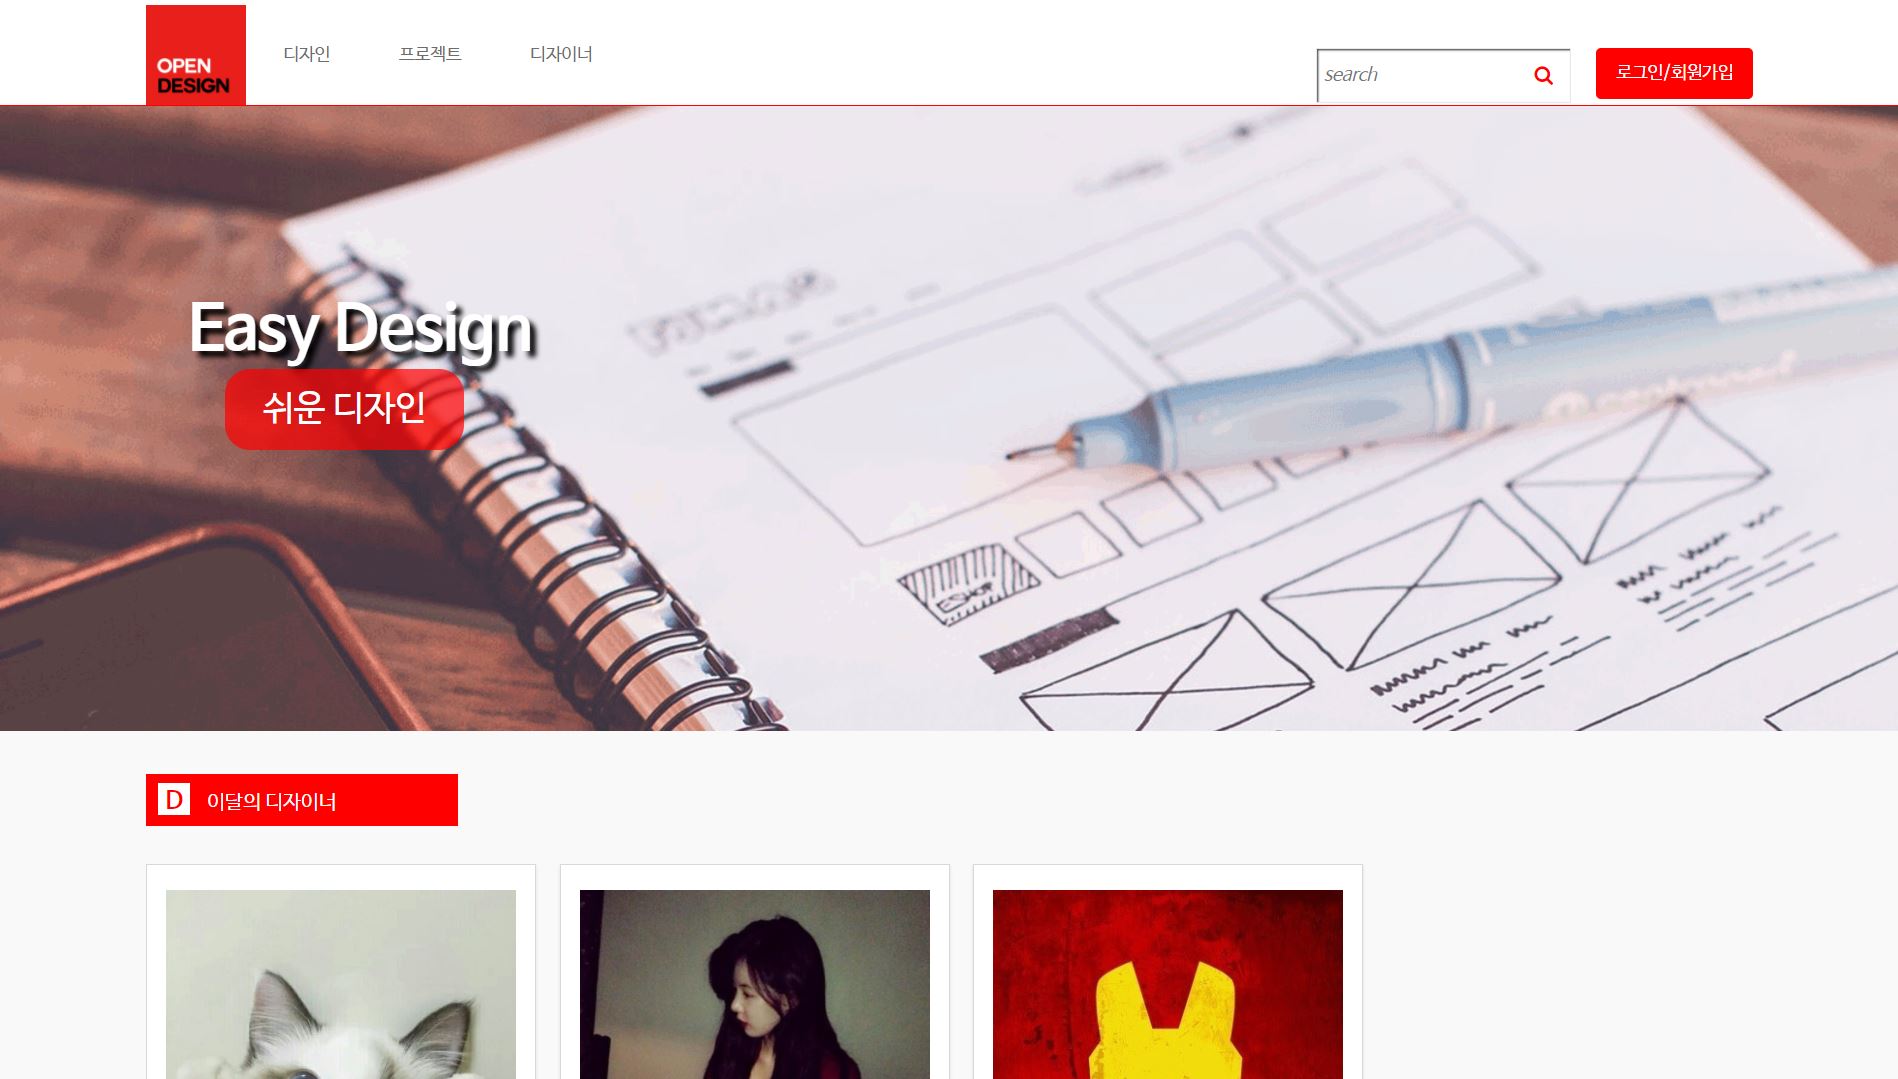 OPEN
DESIGN
디자인
프로젝트
디자이너
search
로그인/회원가입
Easy Design
쉬운 디자인
ESHOP
D
이달의 디자이너